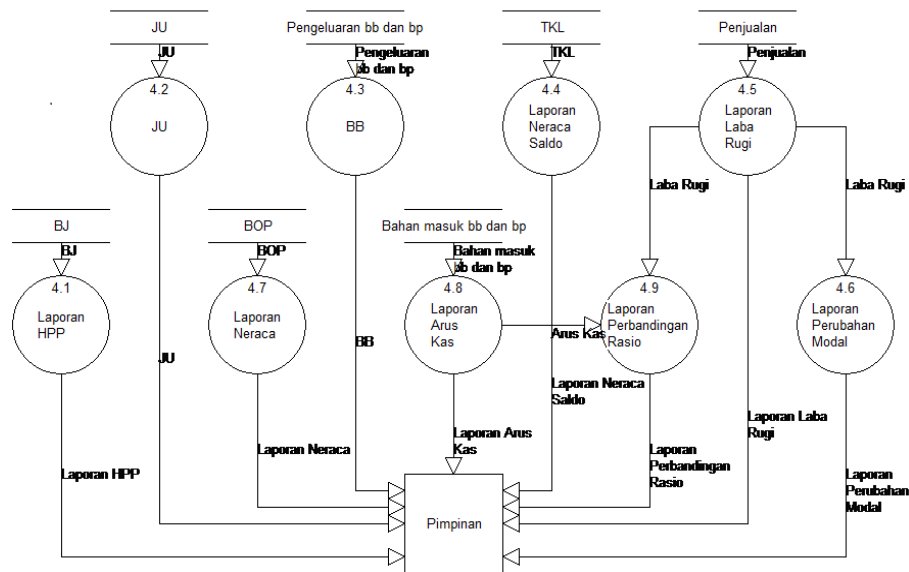 JU
Pengeluaran bb dan bp
TKL
Penjualan
JU
Pengeluaran
bb dan bp
TKL
Penjualan
4.2
JU
4.3
BB
4.4
Laporan
Neraca
Saldo
4.5
Laporan
Laba
Rugi
Laba Rugi
Laba Rugi
BJ
BOP
Bahan masuk bb dan bp
BJ
BOP
Bahan masuk
bb dan bp
4.1
Laporan
HPP
4.7
Laporan
Neraca
4.8
Laporan
Arus
Kas
4.9
Laporan
Perbandingan
Rasio
4.6
Laporan
Perubahan
Modal
Arus Kas
BB
JU
Laporan Neraca
Saldo
Laporan Laba
Rugi
Laporan Arus
Kas
Laporan Neraca
Laporan
Perbandingan
Rasio
Laporan HPP
Laporan
Perubahan
Modal
Pimpinan